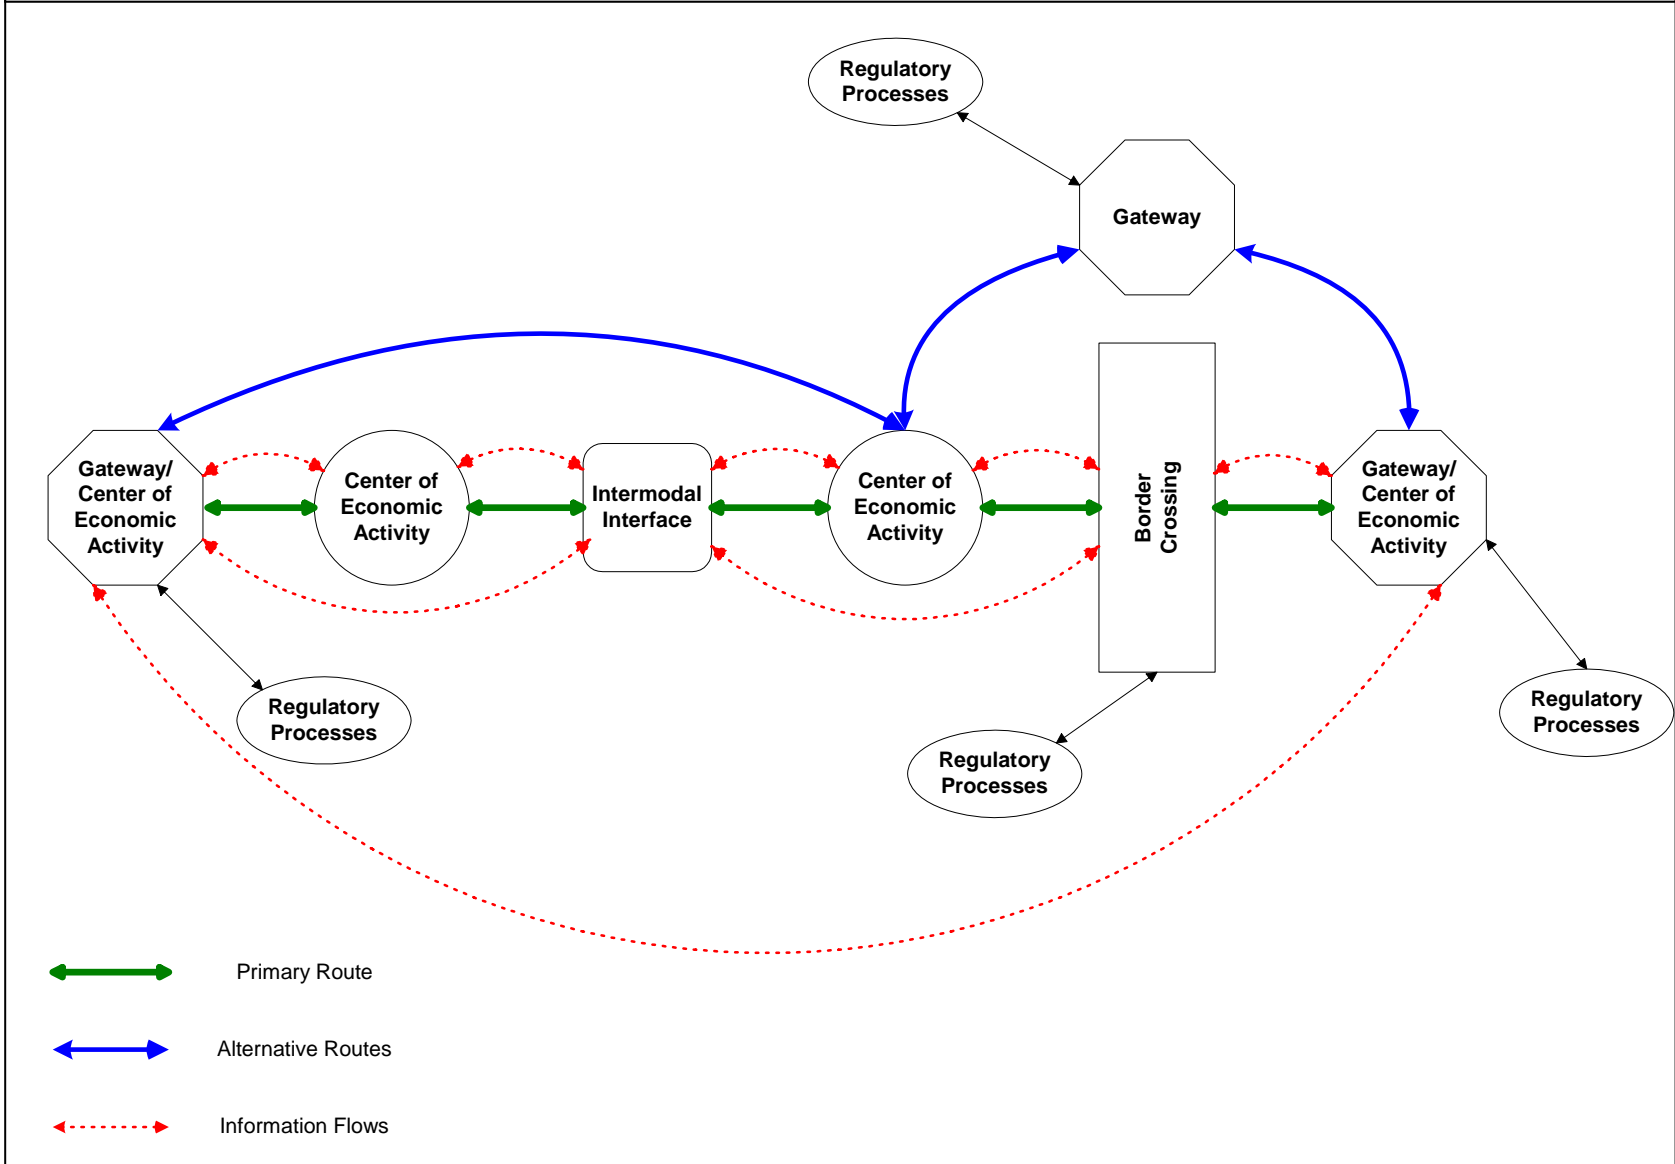 Regulatory
Processes
Gateway
Gateway/
Center of
Economic
Activity
Center of
Economic
Activity
Intermodal
Interface
Center of
Economic
Activity
Border
Crossing
Gateway/
Center of
Economic
Activity
Regulatory
Processes
Regulatory
Processes
Regulatory
Processes
Primary Route
Alternative Routes
Information Flows